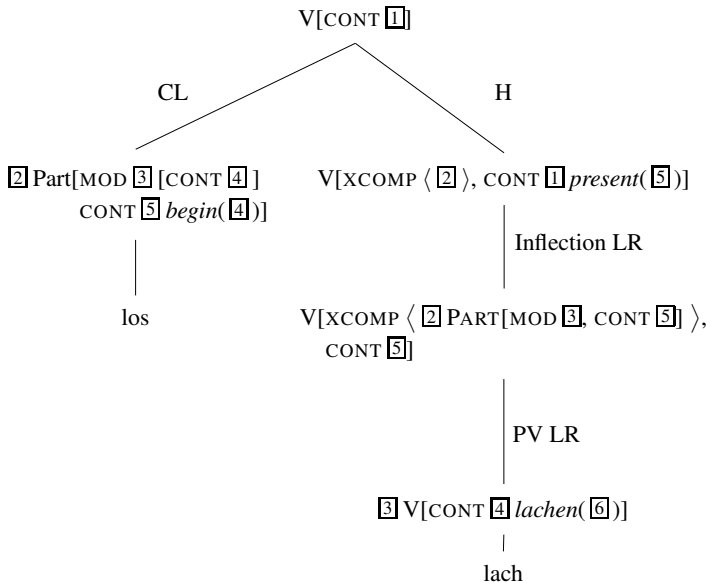 V[CONT 1]
CL
H
2 Part[MOD 3 [CONT 4 ]
CONT 5 begin( 4 )]
V[XCOMP ⟨ 2 ⟩, CONT 1 present( 5 )]
Inflection LR
los
V[XCOMP ⟨ 2 PART[MOD 3, CONT 5 ] ⟩,
CONT 5 ]
PV LR
3 V[CONT 4 lachen( 6 )]
lach